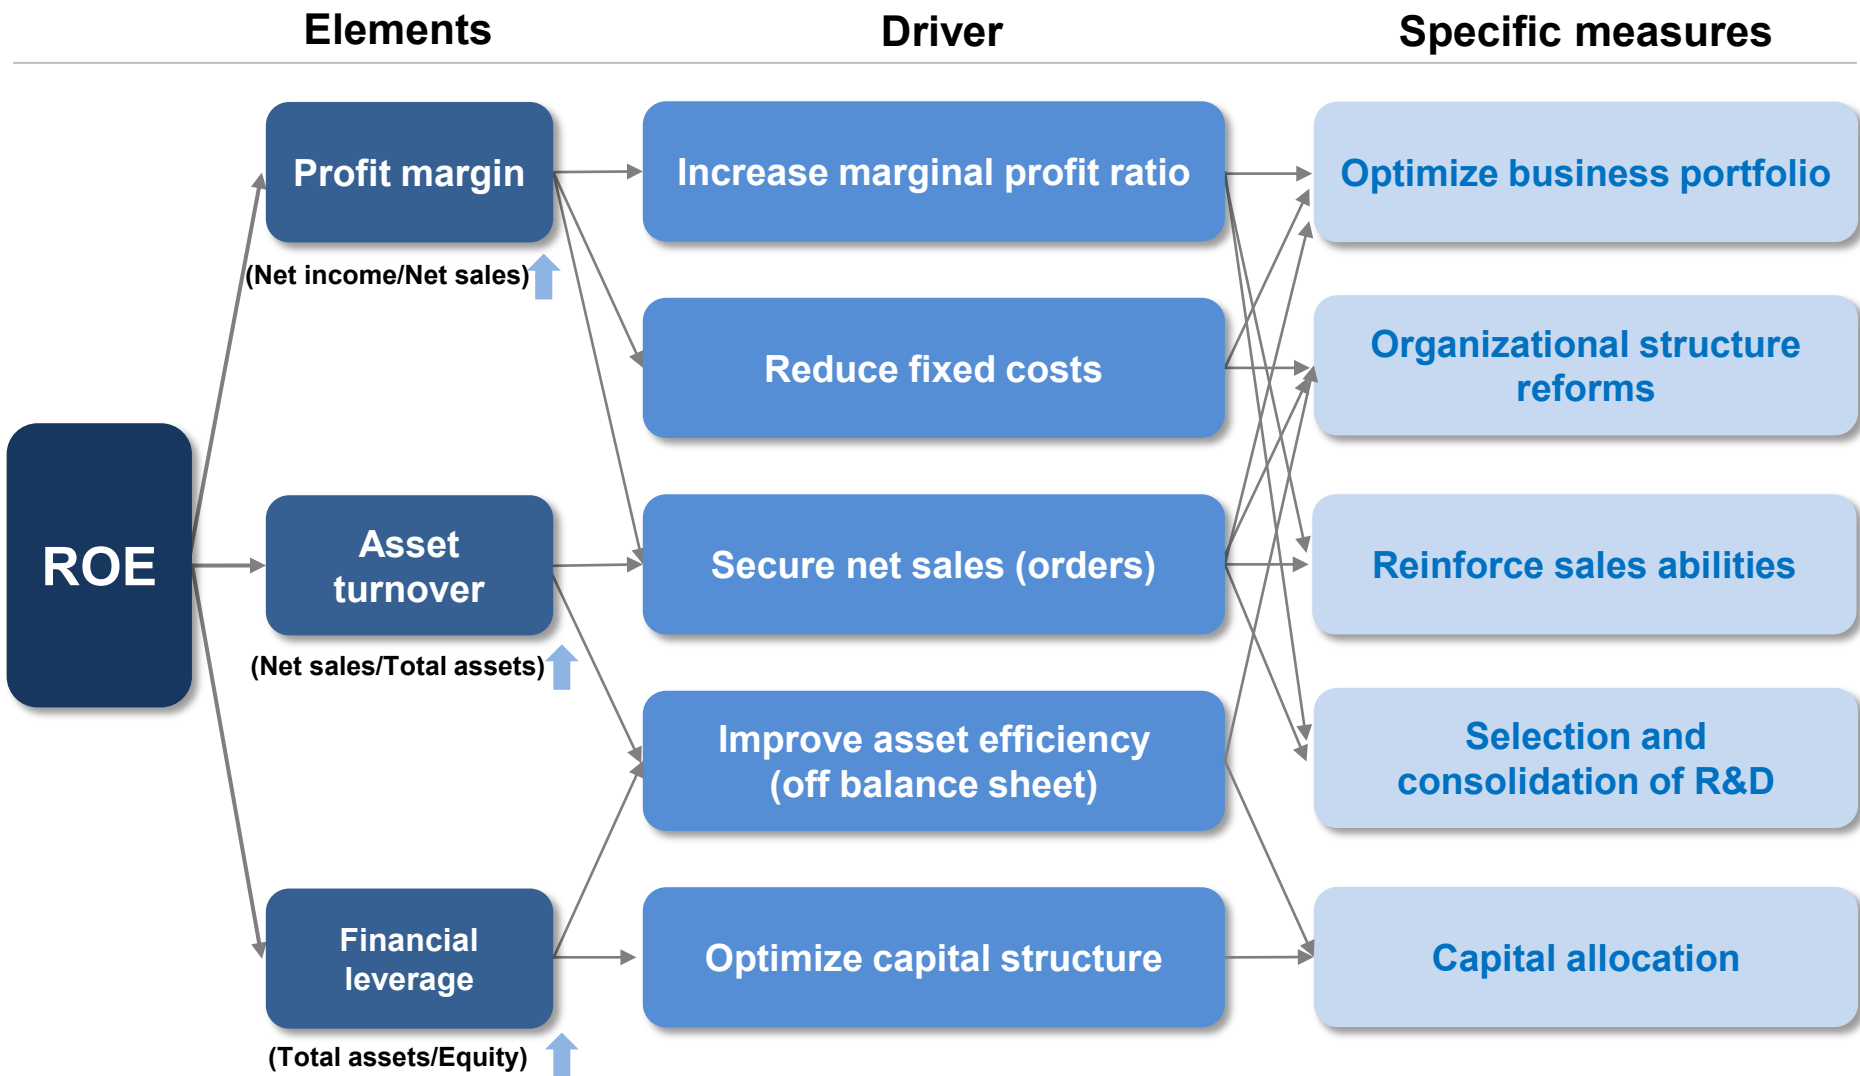 Elements
Driver
Specific measures
ROE
Profit margin
(Net income/Net sales)
Asset
turnover
(Net sales/Total assets)
Financial
leverage
(Total assets/Equity)
Increase marginal profit ratio
Reduce fixed costs
Secure net sales (orders)
Improve asset efficiency
(off balance sheet)
Optimize capital structure
Optimize business portfolio
Organizational structure
reforms
Reinforce sales abilities
Selection and
consolidation of R&D
Capital allocation